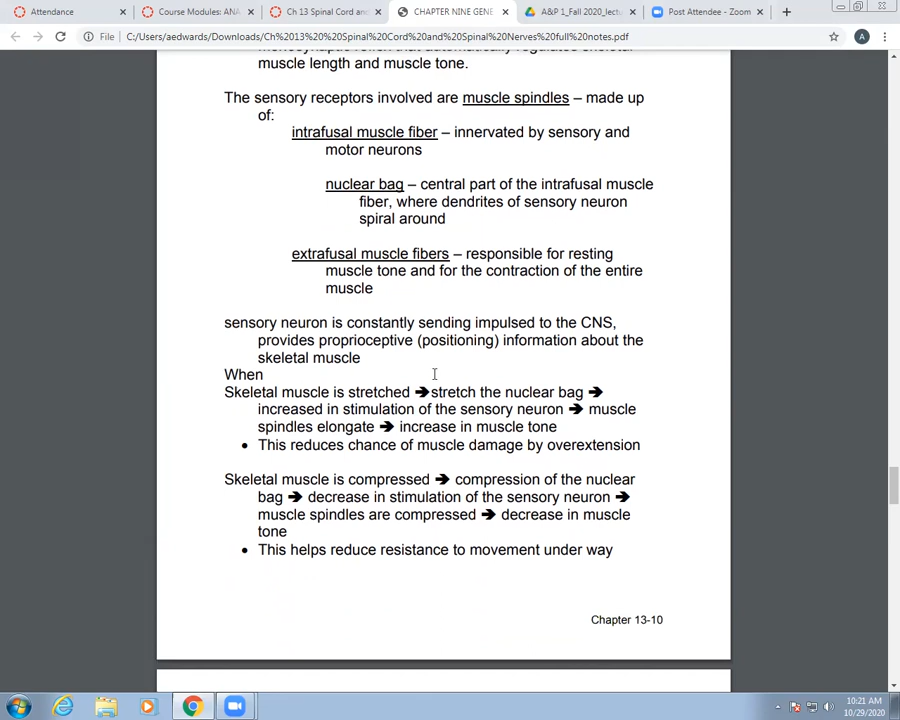 Attendance
Course Modules: ANA
Ch 13 Spinal Cord and
CHAPTER NINE GENE
A&P 1_Fall 2020_lectu
Post Attendee - Zoom
File
C:/Users/aedwards/Downloads/Ch%2013%20%20Spinal%20Cord%20and%20Spinal%20Nerves%20full%20notes.pdf
A
monosynaptic reflex that automatically regulates skeletal
muscle length and muscle tone.
The sensory receptors involved are muscle spindles – made up
of:
intrafusal muscle fiber – innervated by sensory and
motor neurons
nuclear bag – central part of the intrafusal muscle
fiber, where dendrites of sensory neuron
spiral around
extrafusal muscle fibers – responsible for resting
muscle tone and for the contraction of the entire
muscle
sensory neuron is constantly sending impulsed to the CNS,
provides proprioceptive (positioning) information about the
skeletal muscle
When
Skeletal muscle is stretched ➔stretch the nuclear bag ➔
increased in stimulation of the sensory neuron ➔ muscle
spindles elongate ➔ increase in muscle tone
• This reduces chance of muscle damage by overextension
Skeletal muscle is compressed ➔ compression of the nuclear
bag ➔ decrease in stimulation of the sensory neuron ➔
muscle spindles are compressed ➔ decrease in muscle
tone
• This helps reduce resistance to movement under way
Chapter 13-10
10:21 AM
10/29/2020